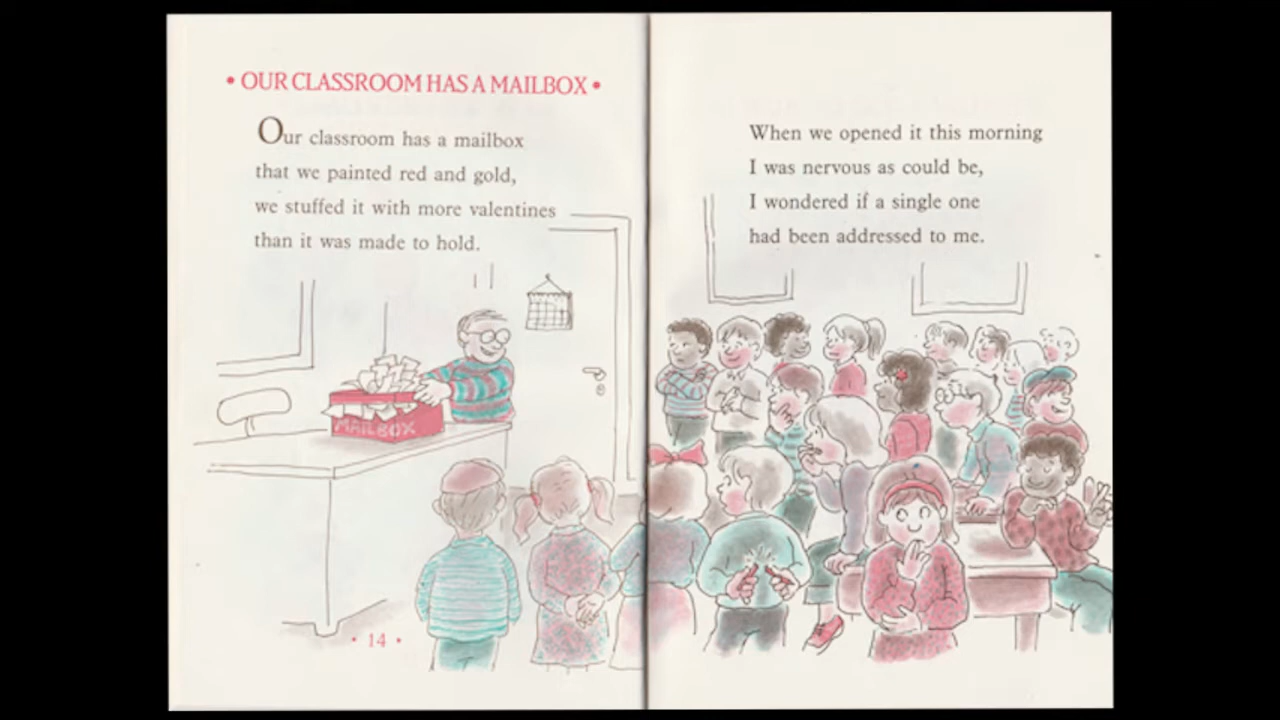 • OUR CLASSROOM HAS A MAILBOX •
Our classroom has a mailbox
that we painted red and gold,
we stuffed it with more valentines
than it was made to hold.
MAILBOX
• 14 •
When we opened it this morning
I was nervous as could be,
I wondered if a single one
had been addressed to me.